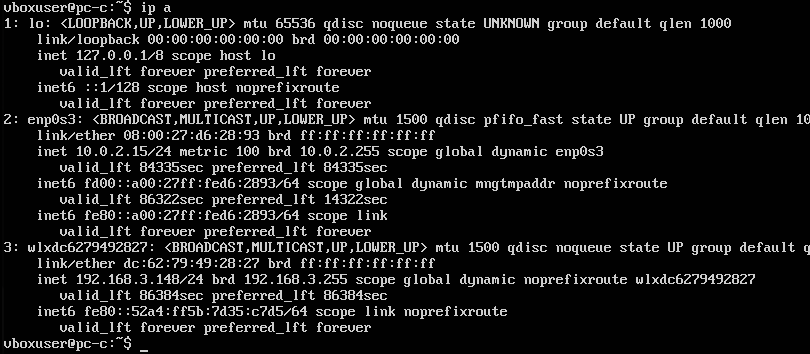 vboxuser@pc-c:~$ ip a
1: lo: <LOOPBACK,UP,LOWER_UP> mtu 65536 qdisc noqueue state UNKNOWN group default qlen 1000
    link/loopback 00:00:00:00:00:00 brd 00:00:00:00:00:00
    inet 127.0.0.1/8 scope host lo
       valid_lft forever preferred_lft forever
    inet6 ::1/128 scope host noprefixroute
       valid_lft forever preferred_lft forever
2: enp0s3: <BROADCAST,MULTICAST,UP,LOWER_UP> mtu 1500 qdisc pfifo_fast state UP group default qlen 10
    link/ether 08:00:27:d6:28:93 brd ff:ff:ff:ff:ff:ff
    inet 10.0.2.15/24 metric 100 brd 10.0.2.255 scope global dynamic enp0s3
       valid_lft 84335sec preferred_lft 84335sec
    inet6 fd00::a00:27ff:fed6:2893/64 scope global dynamic mngtmpaddr noprefixroute
       valid_lft 86322sec preferred_lft 14322sec
    inet6 fe80::a00:27ff:fed6:2893/64 scope link
       valid_lft forever preferred_lft forever
3: wlxdc6279492827: <BROADCAST,MULTICAST,UP,LOWER_UP> mtu 1500 qdisc noqueue state UP group default q
    link/ether dc:62:79:49:28:27 brd ff:ff:ff:ff:ff:ff
    inet 192.168.3.148/24 brd 192.168.3.255 scope global dynamic noprefixroute wlxdc6279492827
       valid_lft 86384sec preferred_lft 86384sec
    inet6 fe80::52a4:ff5b:7d35:c7d5/64 scope link noprefixroute
       valid_lft forever preferred_lft forever
vboxuser@pc-c:~$ _